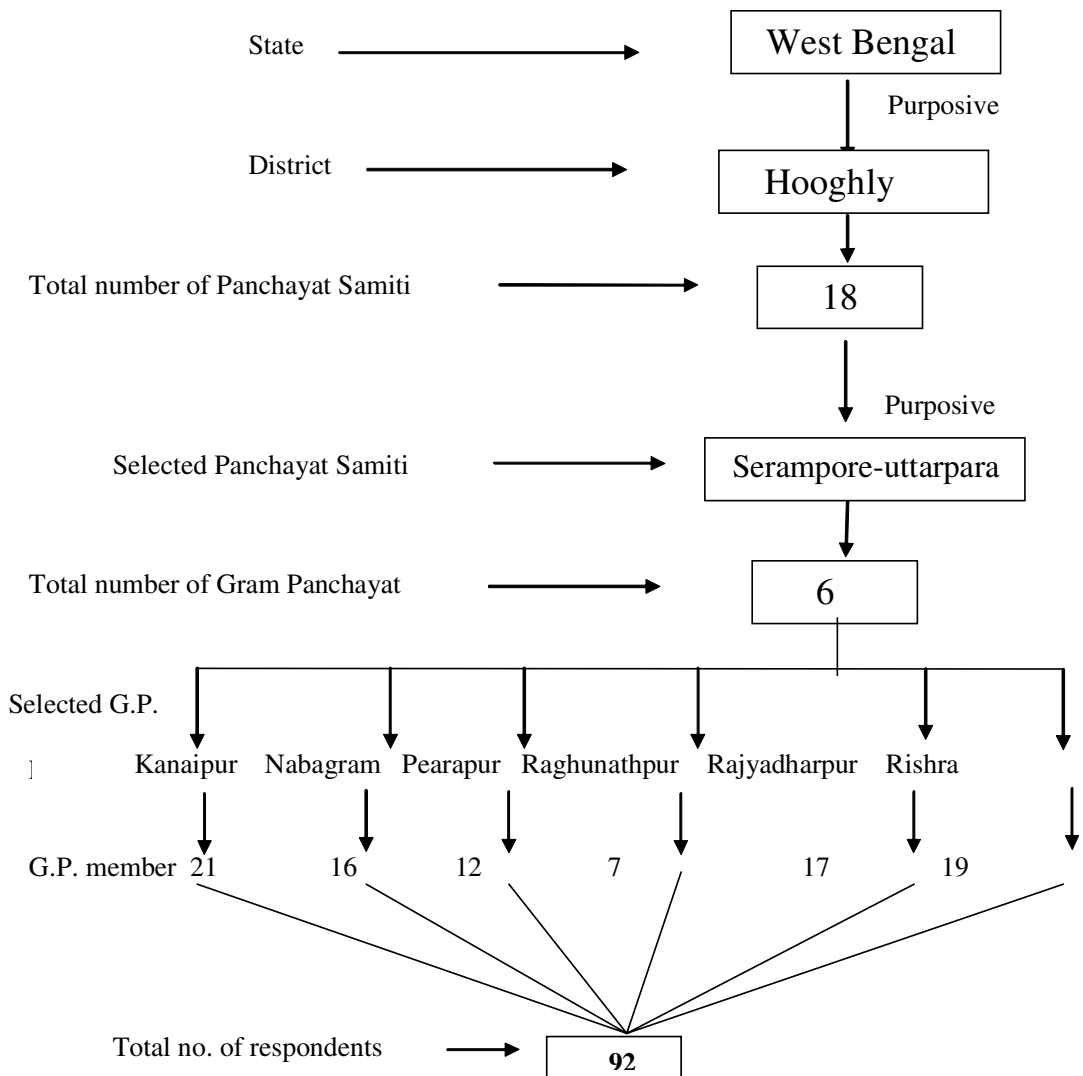 State West Bengal
Purposive
District Hooghly
Total number of Panchayat Samiti 18
Purposive
Selected Panchayat Samiti Serampore-uttarpara
Total number of Gram Panchayat 6
Selected G.P.
Kanaipur Nabagram Pearapur Raghunathpur Rajyadharpur Rishra
G.P. member 21 16 12 7 17 19
Total no. of respondents 92